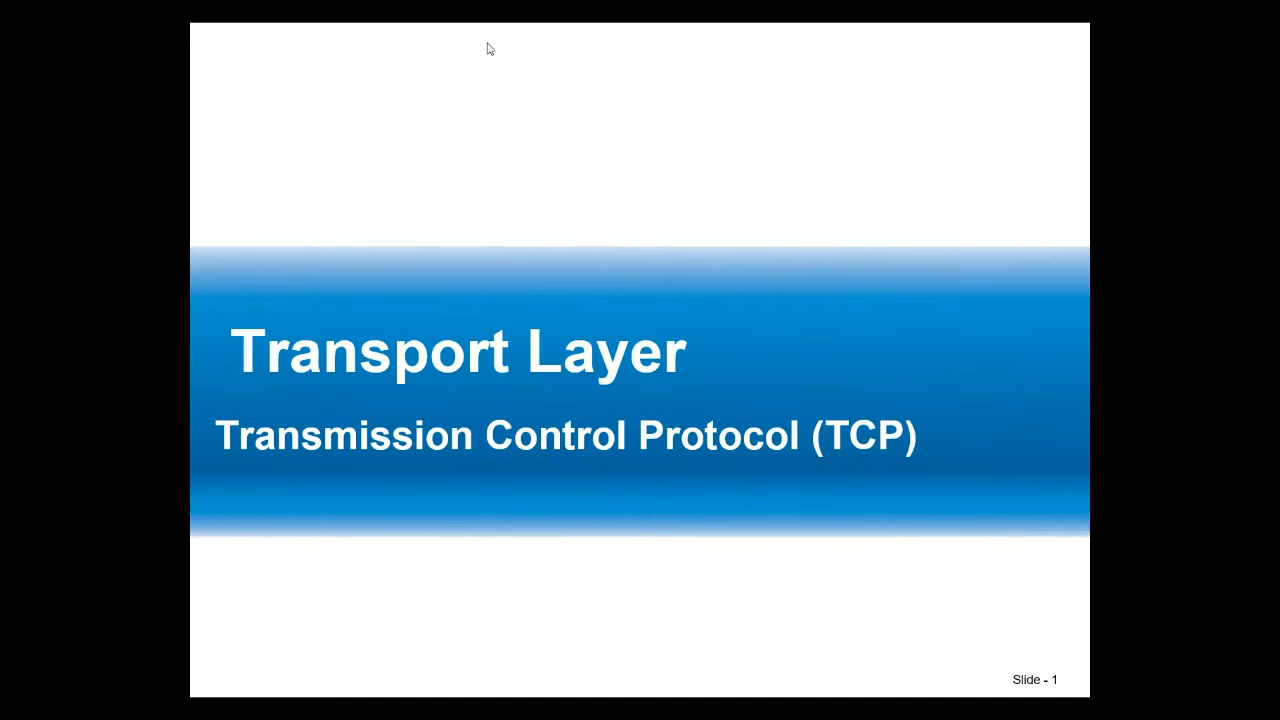 Transport Layer
Transmission Control Protocol (TCP)
Slide - 1